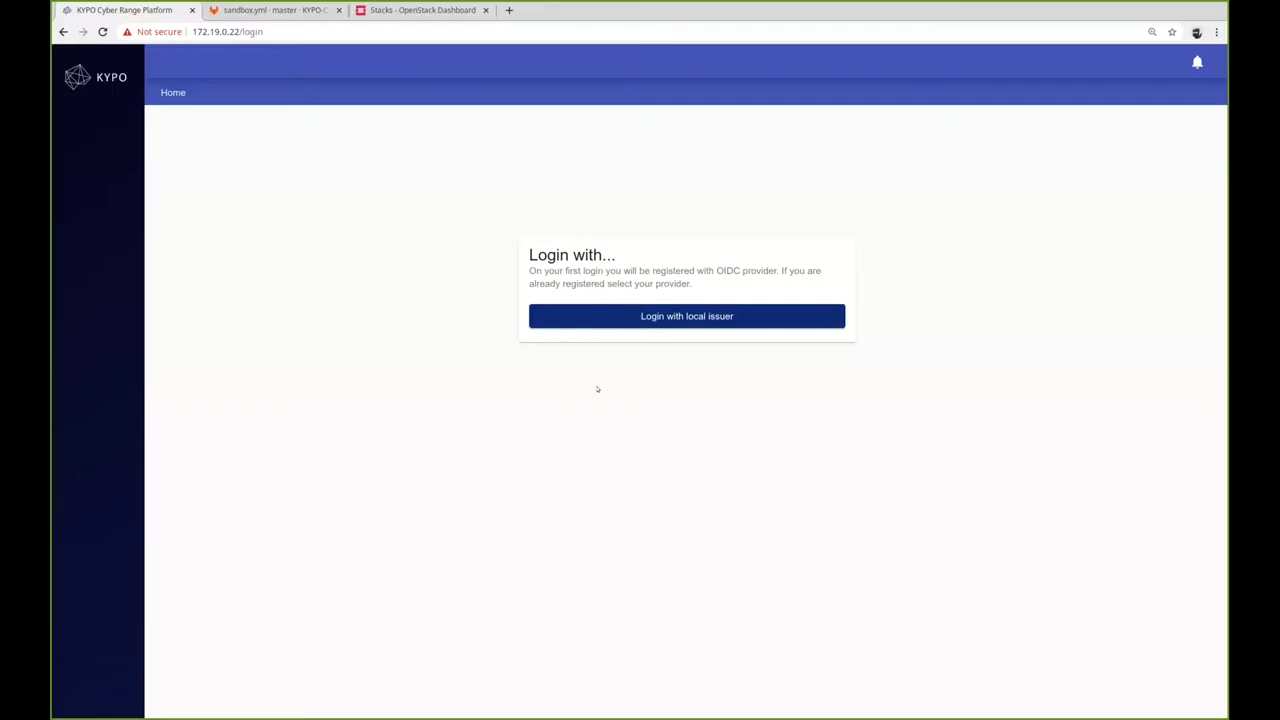 KYPO Cyber Range Platform
sandbox.yml · master · KYPO-C
Stacks - OpenStack Dashboard
Not secure
172.19.0.22/login
KYPO
Home
Login with...
On your first login you will be registered with OIDC provider. If you are
already registered select your provider.
Login with local issuer